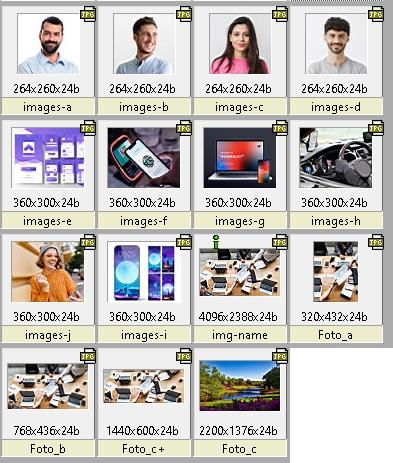 JPG JPG JPG JPG
264x260x24b 264x260x24b 264x260x24b 264x260x24b
images-a images-b images-c images-d
JPG JPG JPG JPG
360x300x24b 360x300x24b 360x300x24b 360x300x24b
images-e images-f images-g images-h
JPG JPG JPG JPG
360x300x24b 360x300x24b 4096x2388x24b 320x432x24b
images-j images-i img-name Foto_a
JPG JPG JPG
768x436x24b 1440x600x24b 2200x1376x24b
Foto_b Foto_c+ Foto_c